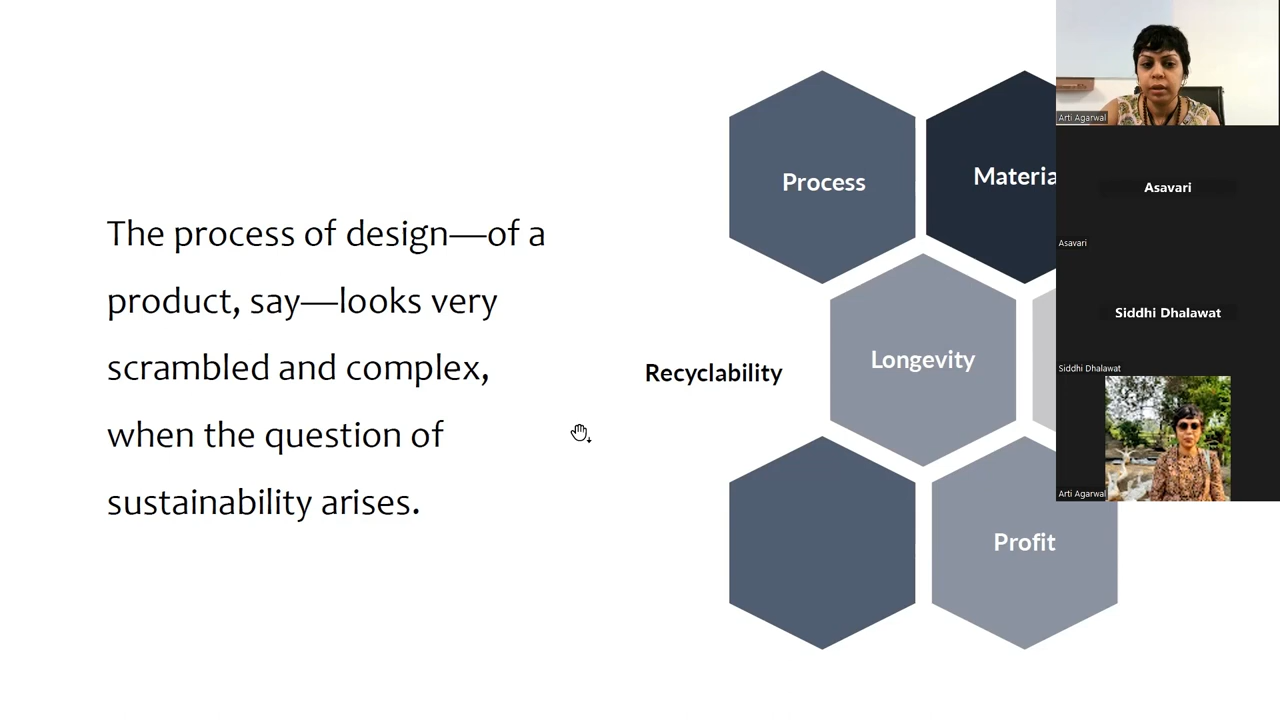 The process of design—of a
product, say—looks very
scrambled and complex,
when the question of
sustainability arises.
Process
Materia
Recyclability
Longevity
Profit
Arti Agarwal
Asavari
Asavari
Siddhi Dhalawat
Siddhi Dhalawat
Arti Agarwal